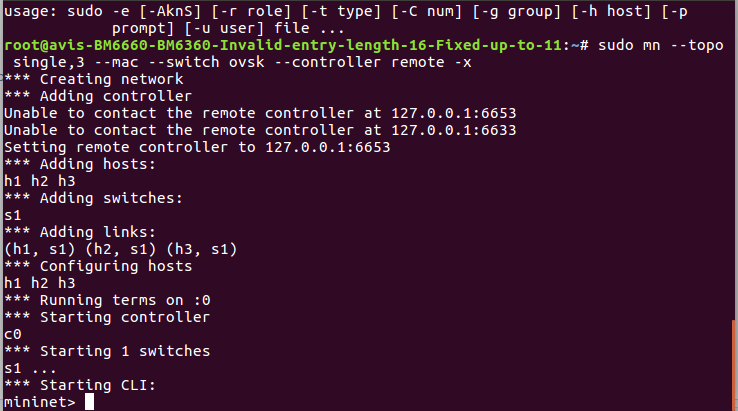 usage: sudo -e [-AknS] [-r role] [-t type] [-C num] [-g group] [-h host] [-p
prompt] [-u user] file ...
root@avis-BM6660-BM6360-Invalid-entry-length-16-Fixed-up-to-11:~# sudo mn --topo
single,3 --mac --switch ovsk --controller remote -x
*** Creating network
*** Adding controller
Unable to contact the remote controller at 127.0.0.1:6653
Unable to contact the remote controller at 127.0.0.1:6633
Setting remote controller to 127.0.0.1:6653
*** Adding hosts:
h1 h2 h3
*** Adding switches:
s1
*** Adding links:
(h1, s1) (h2, s1) (h3, s1)
*** Configuring hosts
h1 h2 h3
*** Running terms on :0
*** Starting controller
c0
*** Starting 1 switches
s1 ...
*** Starting CLI:
mininet>